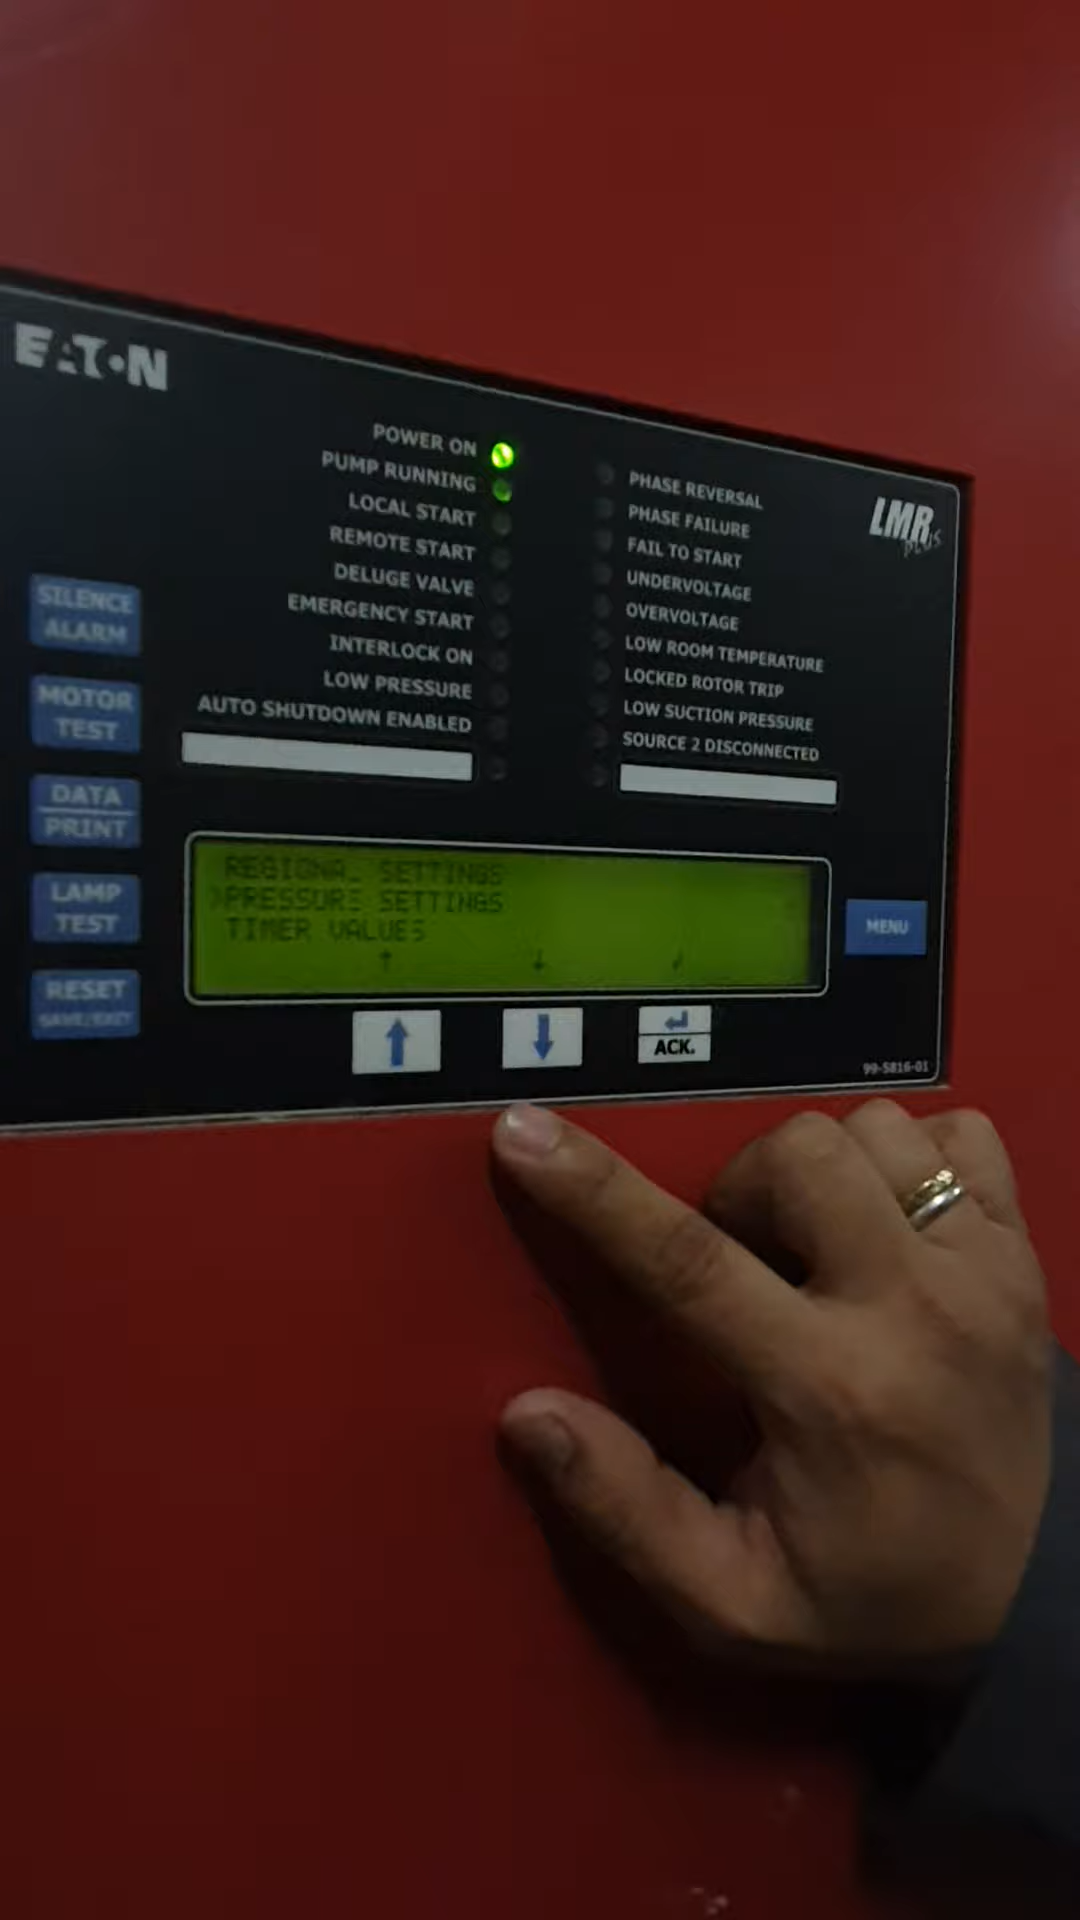 EATON
POWER ON
PUMP RUNNING
LOCAL START
REMOTE START
DELUGE VALVE
EMERGENCY START
INTERLOCK ON
LOW PRESSURE
AUTO SHUTDOWN ENABLED
PHASE REVERSAL
PHASE FAILURE
FAIL TO START
UNDERVOLTAGE
OVERVOLTAGE
LOW ROOM TEMPERATURE
LOCKED ROTOR TRIP
LOW SUCTION PRESSURE
SOURCE 2 DISCONNECTED
LMR
PLUS
SILENCE
ALARM
MOTOR
TEST
DATA
PRINT
LAMP
TEST
RESET
SAVE/EXIT
REGIONAL SETTINGS
>PRESSURE SETTINGS
TIMER VALUES
↑ ↓ ↲
MENU
↑ ↓ ↲
ACK.
99-5816-01